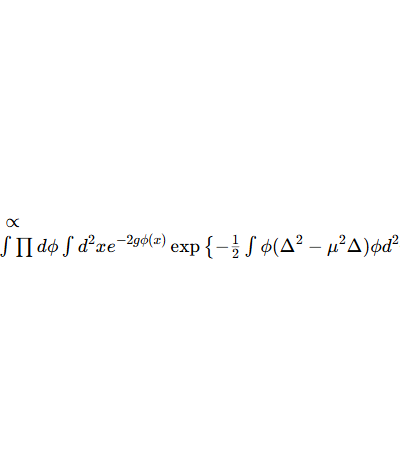 ∝
∫ ∏ dϕ ∫ d²xe^{−2gϕ(x)} exp {−½ ∫ ϕ(Δ² − μ²Δ)ϕd²